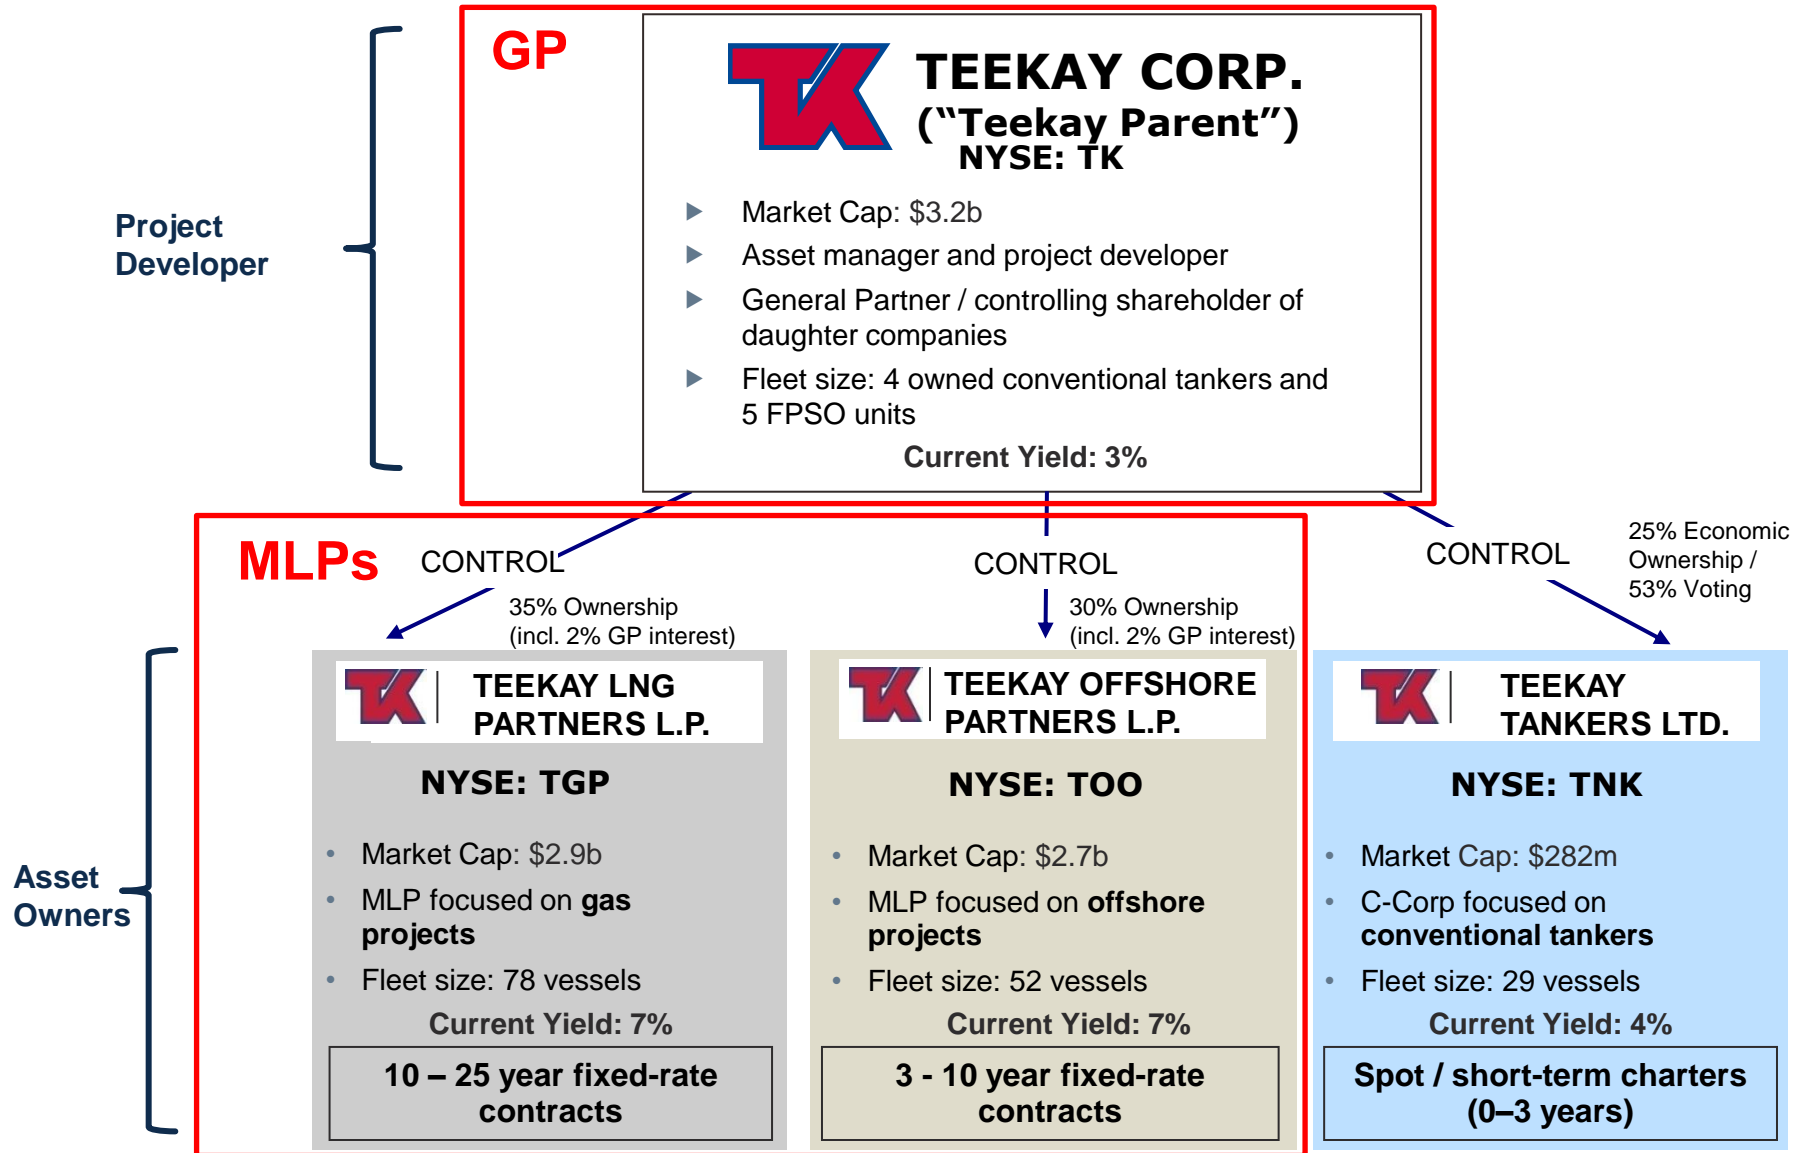 GP
TK
TEEKAY CORP.
(“Teekay Parent”)
NYSE: TK
Project
Developer
Market Cap: $3.2b
Asset manager and project developer
General Partner / controlling shareholder of
daughter companies
Fleet size: 4 owned conventional tankers and
5 FPSO units
Current Yield: 3%
MLPs
CONTROL
35% Ownership
(incl. 2% GP interest)
CONTROL
30% Ownership
(incl. 2% GP interest)
CONTROL
25% Economic
Ownership /
53% Voting
Asset
Owners
TK
TEEKAY LNG
PARTNERS L.P.
NYSE: TGP
• Market Cap: $2.9b
• MLP focused on gas
projects
• Fleet size: 78 vessels
Current Yield: 7%
10 – 25 year fixed-rate
contracts
TK
TEEKAY OFFSHORE
PARTNERS L.P.
NYSE: TOO
• Market Cap: $2.7b
• MLP focused on offshore
projects
• Fleet size: 52 vessels
Current Yield: 7%
3 - 10 year fixed-rate
contracts
TK
TEEKAY
TANKERS LTD.
NYSE: TNK
• Market Cap: $282m
• C-Corp focused on
conventional tankers
• Fleet size: 29 vessels
Current Yield: 4%
Spot / short-term charters
(0–3 years)